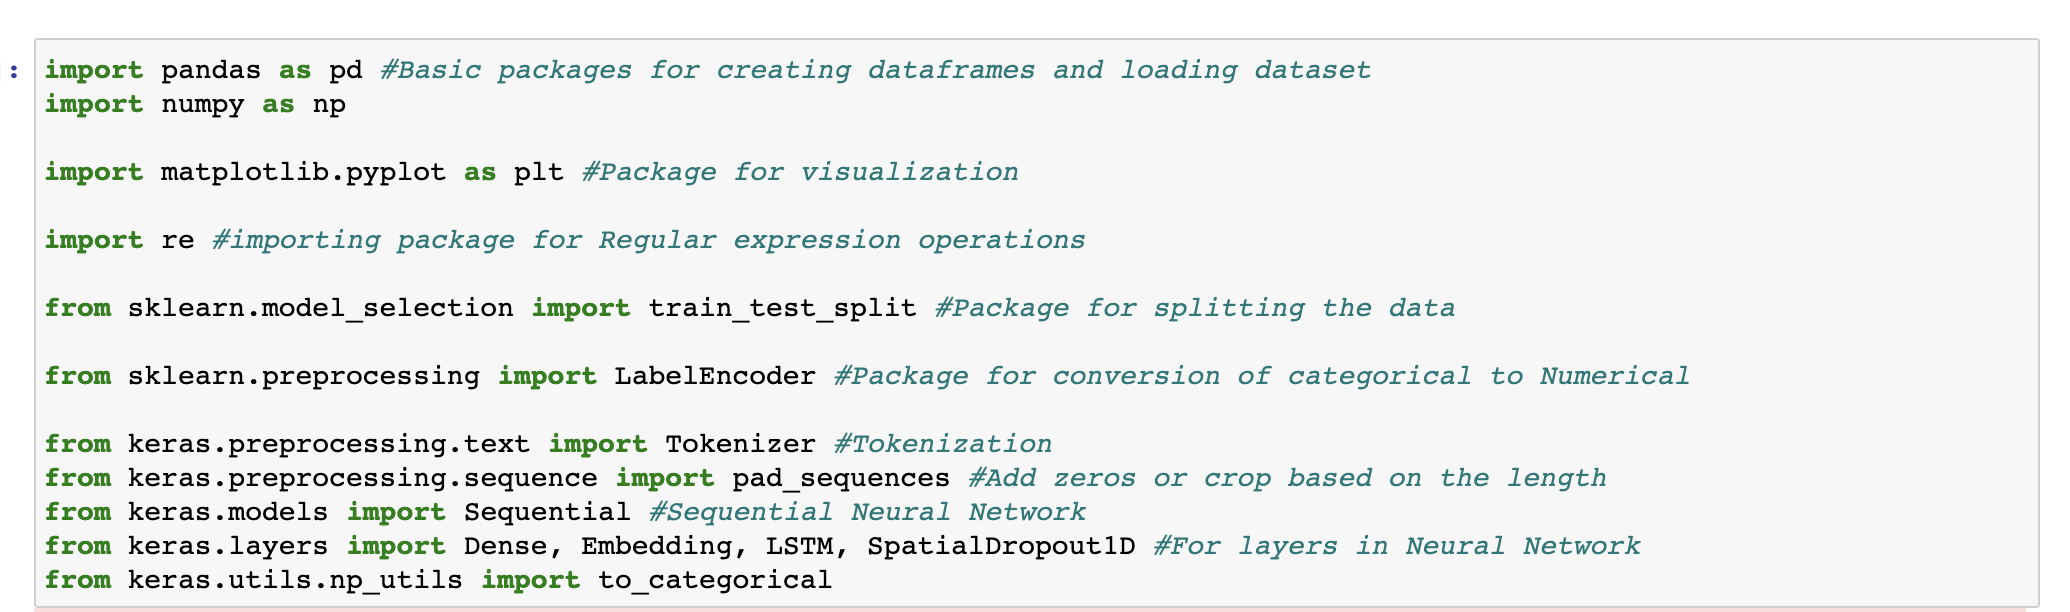 : import pandas as pd #Basic packages for creating dataframes and loading dataset
import numpy as np
import matplotlib.pyplot as plt #Package for visualization
import re #importing package for Regular expression operations
from sklearn.model_selection import train_test_split #Package for splitting the data
from sklearn.preprocessing import LabelEncoder #Package for conversion of categorical to Numerical
from keras.preprocessing.text import Tokenizer #Tokenization
from keras.preprocessing.sequence import pad_sequences #Add zeros or crop based on the length
from keras.models import Sequential #Sequential Neural Network
from keras.layers import Dense, Embedding, LSTM, SpatialDropout1D #For layers in Neural Network
from keras.utils.np_utils import to_categorical